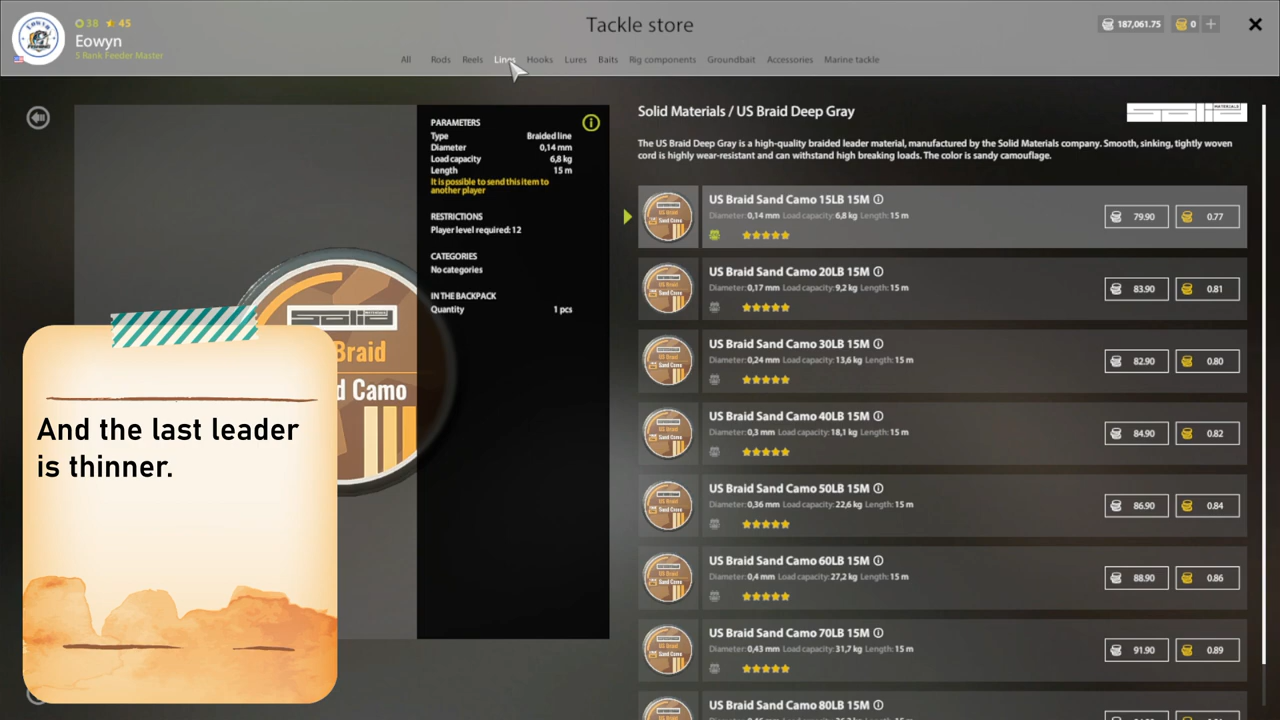 38 45
Eowyn
5 Rank Feeder Master
Tackle store
187,061.75
0
All Rods Reels Lines Hooks Lures Baits Rig components Groundbait Accessories Marine tackle
PARAMETERS
Type Braided line
Diameter 0,14 mm
Load capacity 6,8 kg
Length 15 m
It is possible to send this item to
another player
RESTRICTIONS
Player level required: 12
CATEGORIES
No categories
IN THE BACKPACK
Quantity 1 pcs
Braid
d Camo
And the last leader
is thinner.
Solid Materials / US Braid Deep Gray
MATERIALS
The US Braid Deep Gray is a high-quality braided leader material, manufactured by the Solid Materials company. Smooth, sinking, tightly woven
cord is highly wear-resistant and can withstand high breaking loads. The color is sandy camouflage.
US Braid Sand Camo 15LB 15M
Diameter: 0,14 mm Load capacity: 6,8 kg Length: 15 m
79.90 0.77
US Braid Sand Camo 20LB 15M
Diameter: 0,17 mm Load capacity: 9,2 kg Length: 15 m
83.90 0.81
US Braid Sand Camo 30LB 15M
Diameter: 0,24 mm Load capacity: 13,6 kg Length: 15 m
82.90 0.80
US Braid Sand Camo 40LB 15M
Diameter: 0,3 mm Load capacity: 18,1 kg Length: 15 m
84.90 0.82
US Braid Sand Camo 50LB 15M
Diameter: 0,36 mm Load capacity: 22,6 kg Length: 15 m
86.90 0.84
US Braid Sand Camo 60LB 15M
Diameter: 0,4 mm Load capacity: 27,2 kg Length: 15 m
88.90 0.86
US Braid Sand Camo 70LB 15M
Diameter: 0,43 mm Load capacity: 31,7 kg Length: 15 m
91.90 0.89
US Braid Sand Camo 80LB 15M